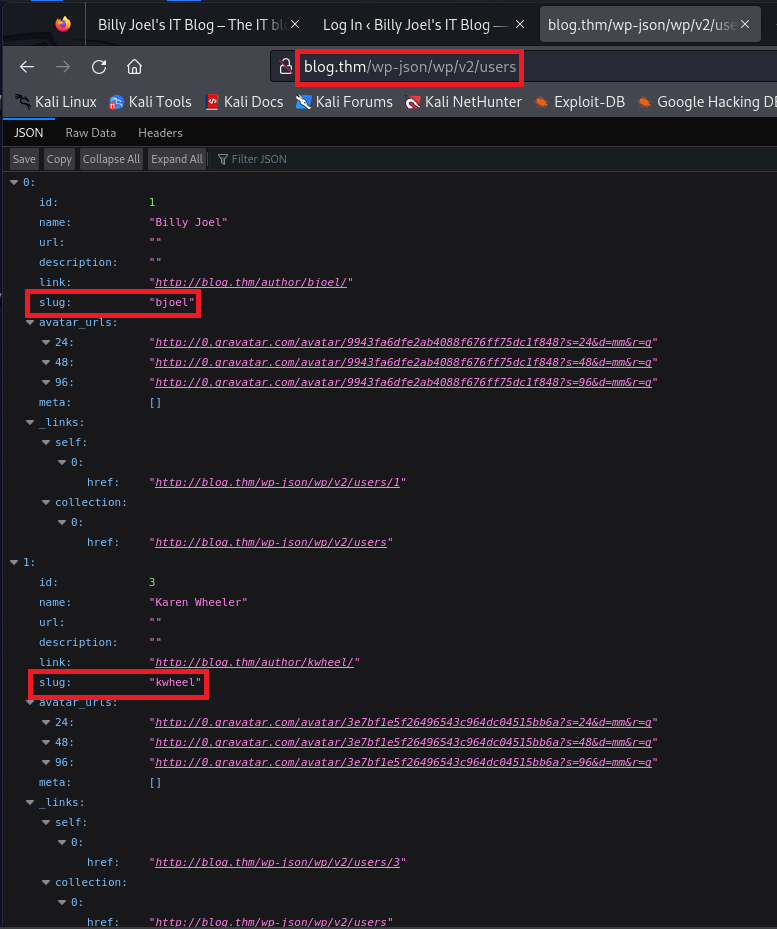 Billy Joel's IT Blog – The IT bl Log In ‹ Billy Joel's IT Blog — blog.thm/wp-json/wp/v2/use
blog.thm/wp-json/wp/v2/users
Kali Linux Kali Tools Kali Docs Kali Forums Kali NetHunter Exploit-DB Google Hacking DB
JSON Raw Data Headers
Save Copy Collapse All Expand All Filter JSON
0:
id: 1
name: "Billy Joel"
url: ""
description: ""
link: "http://blog.thm/author/bjoel/"
slug: "bjoel"
avatar_urls:
24: "http://0.gravatar.com/avatar/9943fa6dfe2ab4088f676ff75dc1f848?s=24&d=mm&r=g"
48: "http://0.gravatar.com/avatar/9943fa6dfe2ab4088f676ff75dc1f848?s=48&d=mm&r=g"
96: "http://0.gravatar.com/avatar/9943fa6dfe2ab4088f676ff75dc1f848?s=96&d=mm&r=g"
meta: []
_links:
self:
0:
href: "http://blog.thm/wp-json/wp/v2/users/1"
collection:
0:
href: "http://blog.thm/wp-json/wp/v2/users"
1:
id: 3
name: "Karen Wheeler"
url: ""
description: ""
link: "http://blog.thm/author/kwheel/"
slug: "kwheel"
avatar_urls:
24: "http://0.gravatar.com/avatar/3e7bf1e5f26496543c964dc04515bb6a?s=24&d=mm&r=g"
48: "http://0.gravatar.com/avatar/3e7bf1e5f26496543c964dc04515bb6a?s=48&d=mm&r=g"
96: "http://0.gravatar.com/avatar/3e7bf1e5f26496543c964dc04515bb6a?s=96&d=mm&r=g"
meta: []
_links:
self:
0:
href: "http://blog.thm/wp-json/wp/v2/users/3"
collection:
0:
href: "http://blog.thm/wp-json/wp/v2/users"